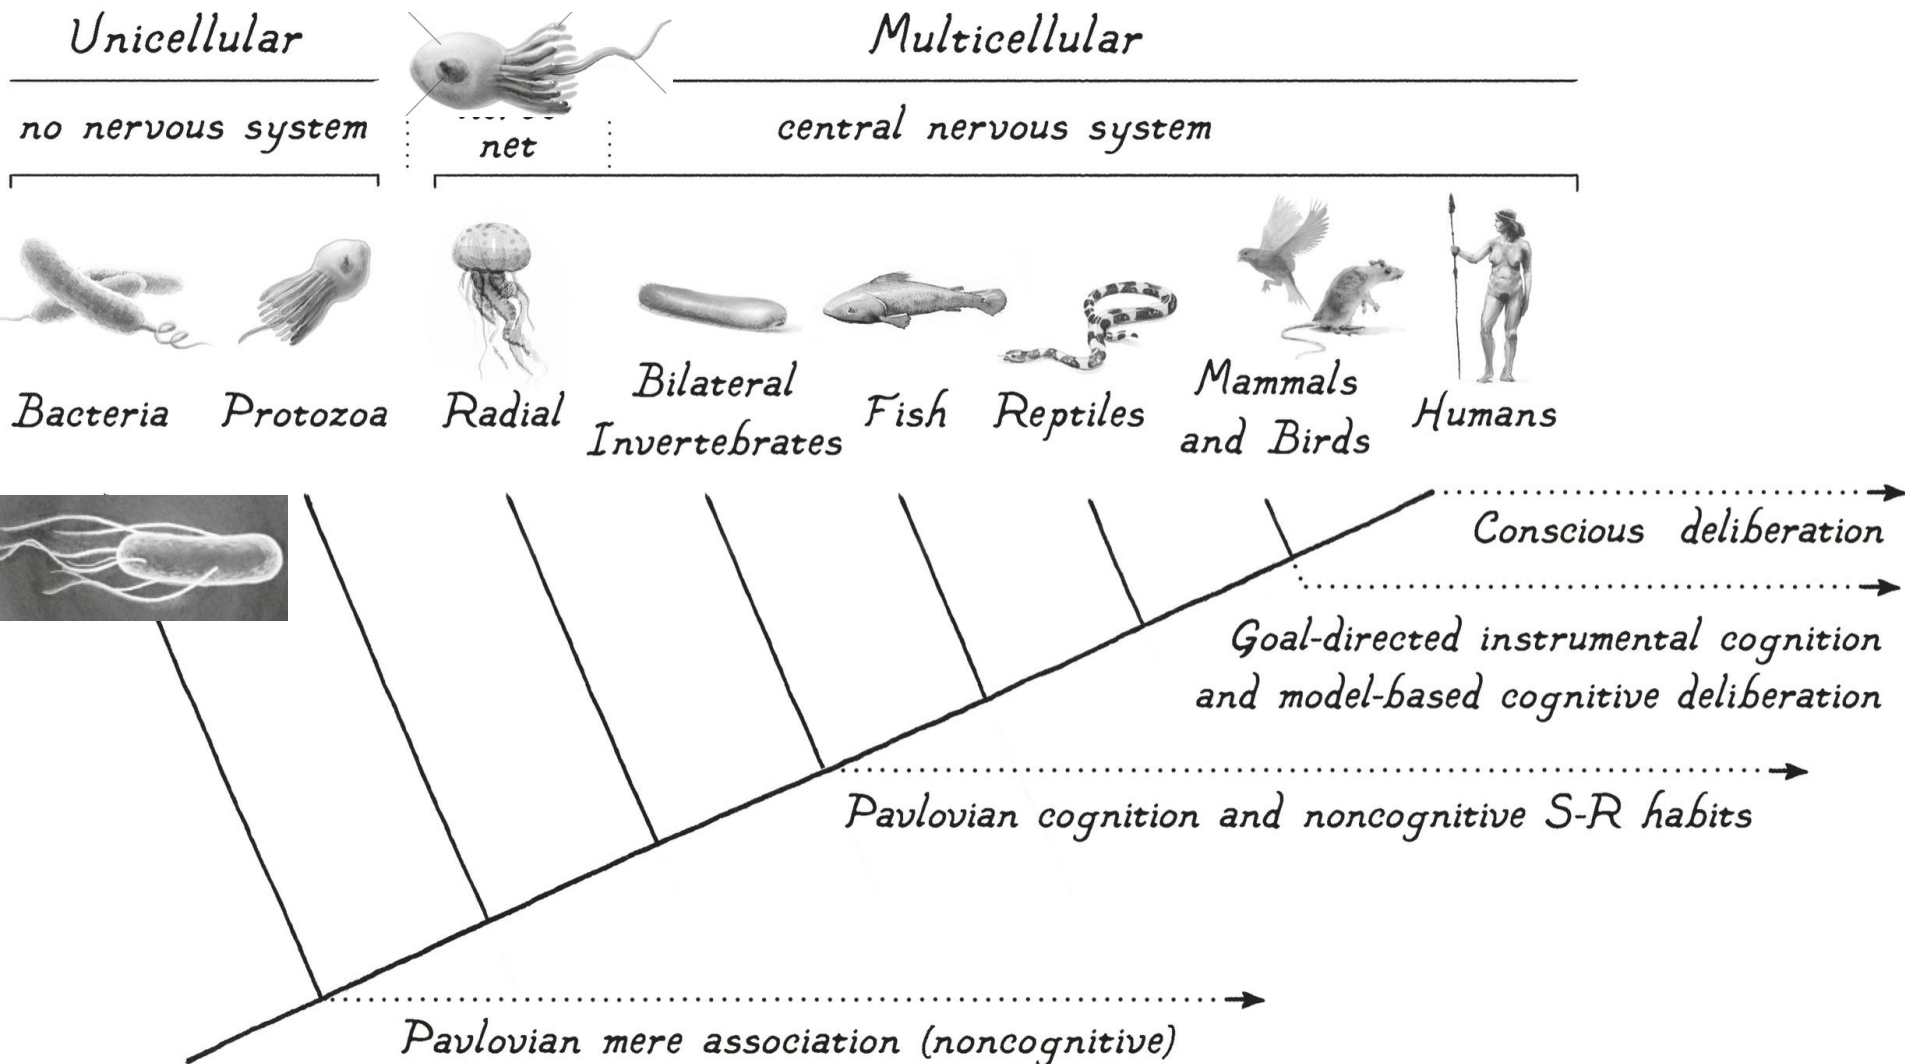 Unicellular
Multicellular
no nervous system
net
central nervous system
Bacteria
Protozoa
Radial
Bilateral
Invertebrates
Fish
Reptiles
Mammals
and Birds
Humans
Conscious deliberation
Goal-directed instrumental cognition
and model-based cognitive deliberation
Pavlovian cognition and noncognitive S-R habits
Pavlovian mere association (noncognitive)